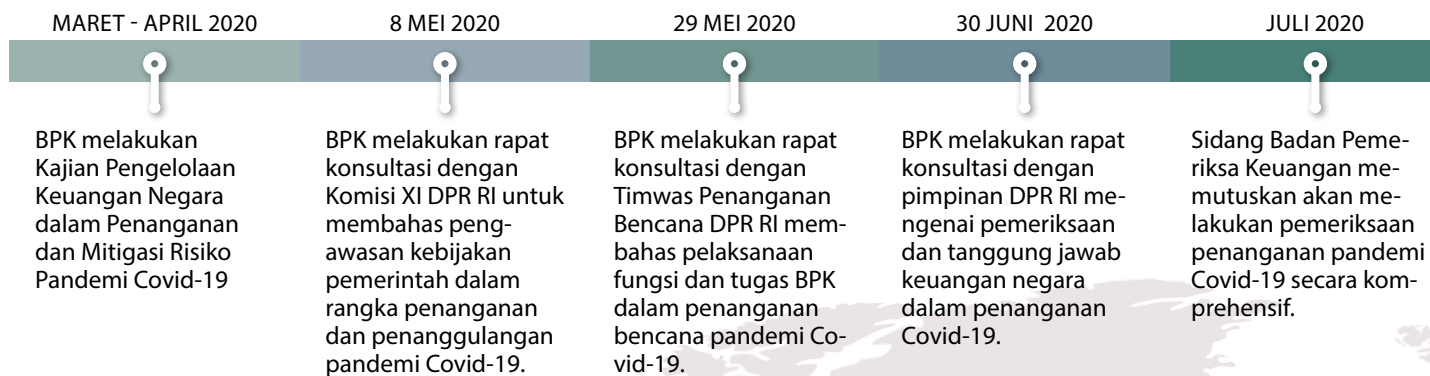 MARET - APRIL 2020
BPK melakukan
Kajian Pengelolaan
Keuangan Negara
dalam Penanganan
dan Mitigasi Risiko
Pandemi Covid-19
8 MEI 2020
BPK melakukan rapat
konsultasi dengan
Komisi XI DPR RI untuk
membahas peng-
awasan kebijakan
pemerintah dalam
rangka penanganan
dan penanggulangan
pandemi Covid-19.
29 MEI 2020
BPK melakukan rapat
konsultasi dengan
Timwas Penanganan
Bencana DPR RI mem-
bahas pelaksanaan
fungsi dan tugas BPK
dalam penanganan
bencana pandemi Co-
vid-19.
30 JUNI 2020
BPK melakukan rapat
konsultasi dengan
pimpinan DPR RI me-
ngenai pemeriksaan
dan tanggung jawab
keuangan negara
dalam penanganan
Covid-19.
JULI 2020
Sidang Badan Peme-
riksa Keuangan me-
mutuskan akan me-
lakukan pemeriksaan
penanganan pandemi
Covid-19 secara kom-
prehensif.